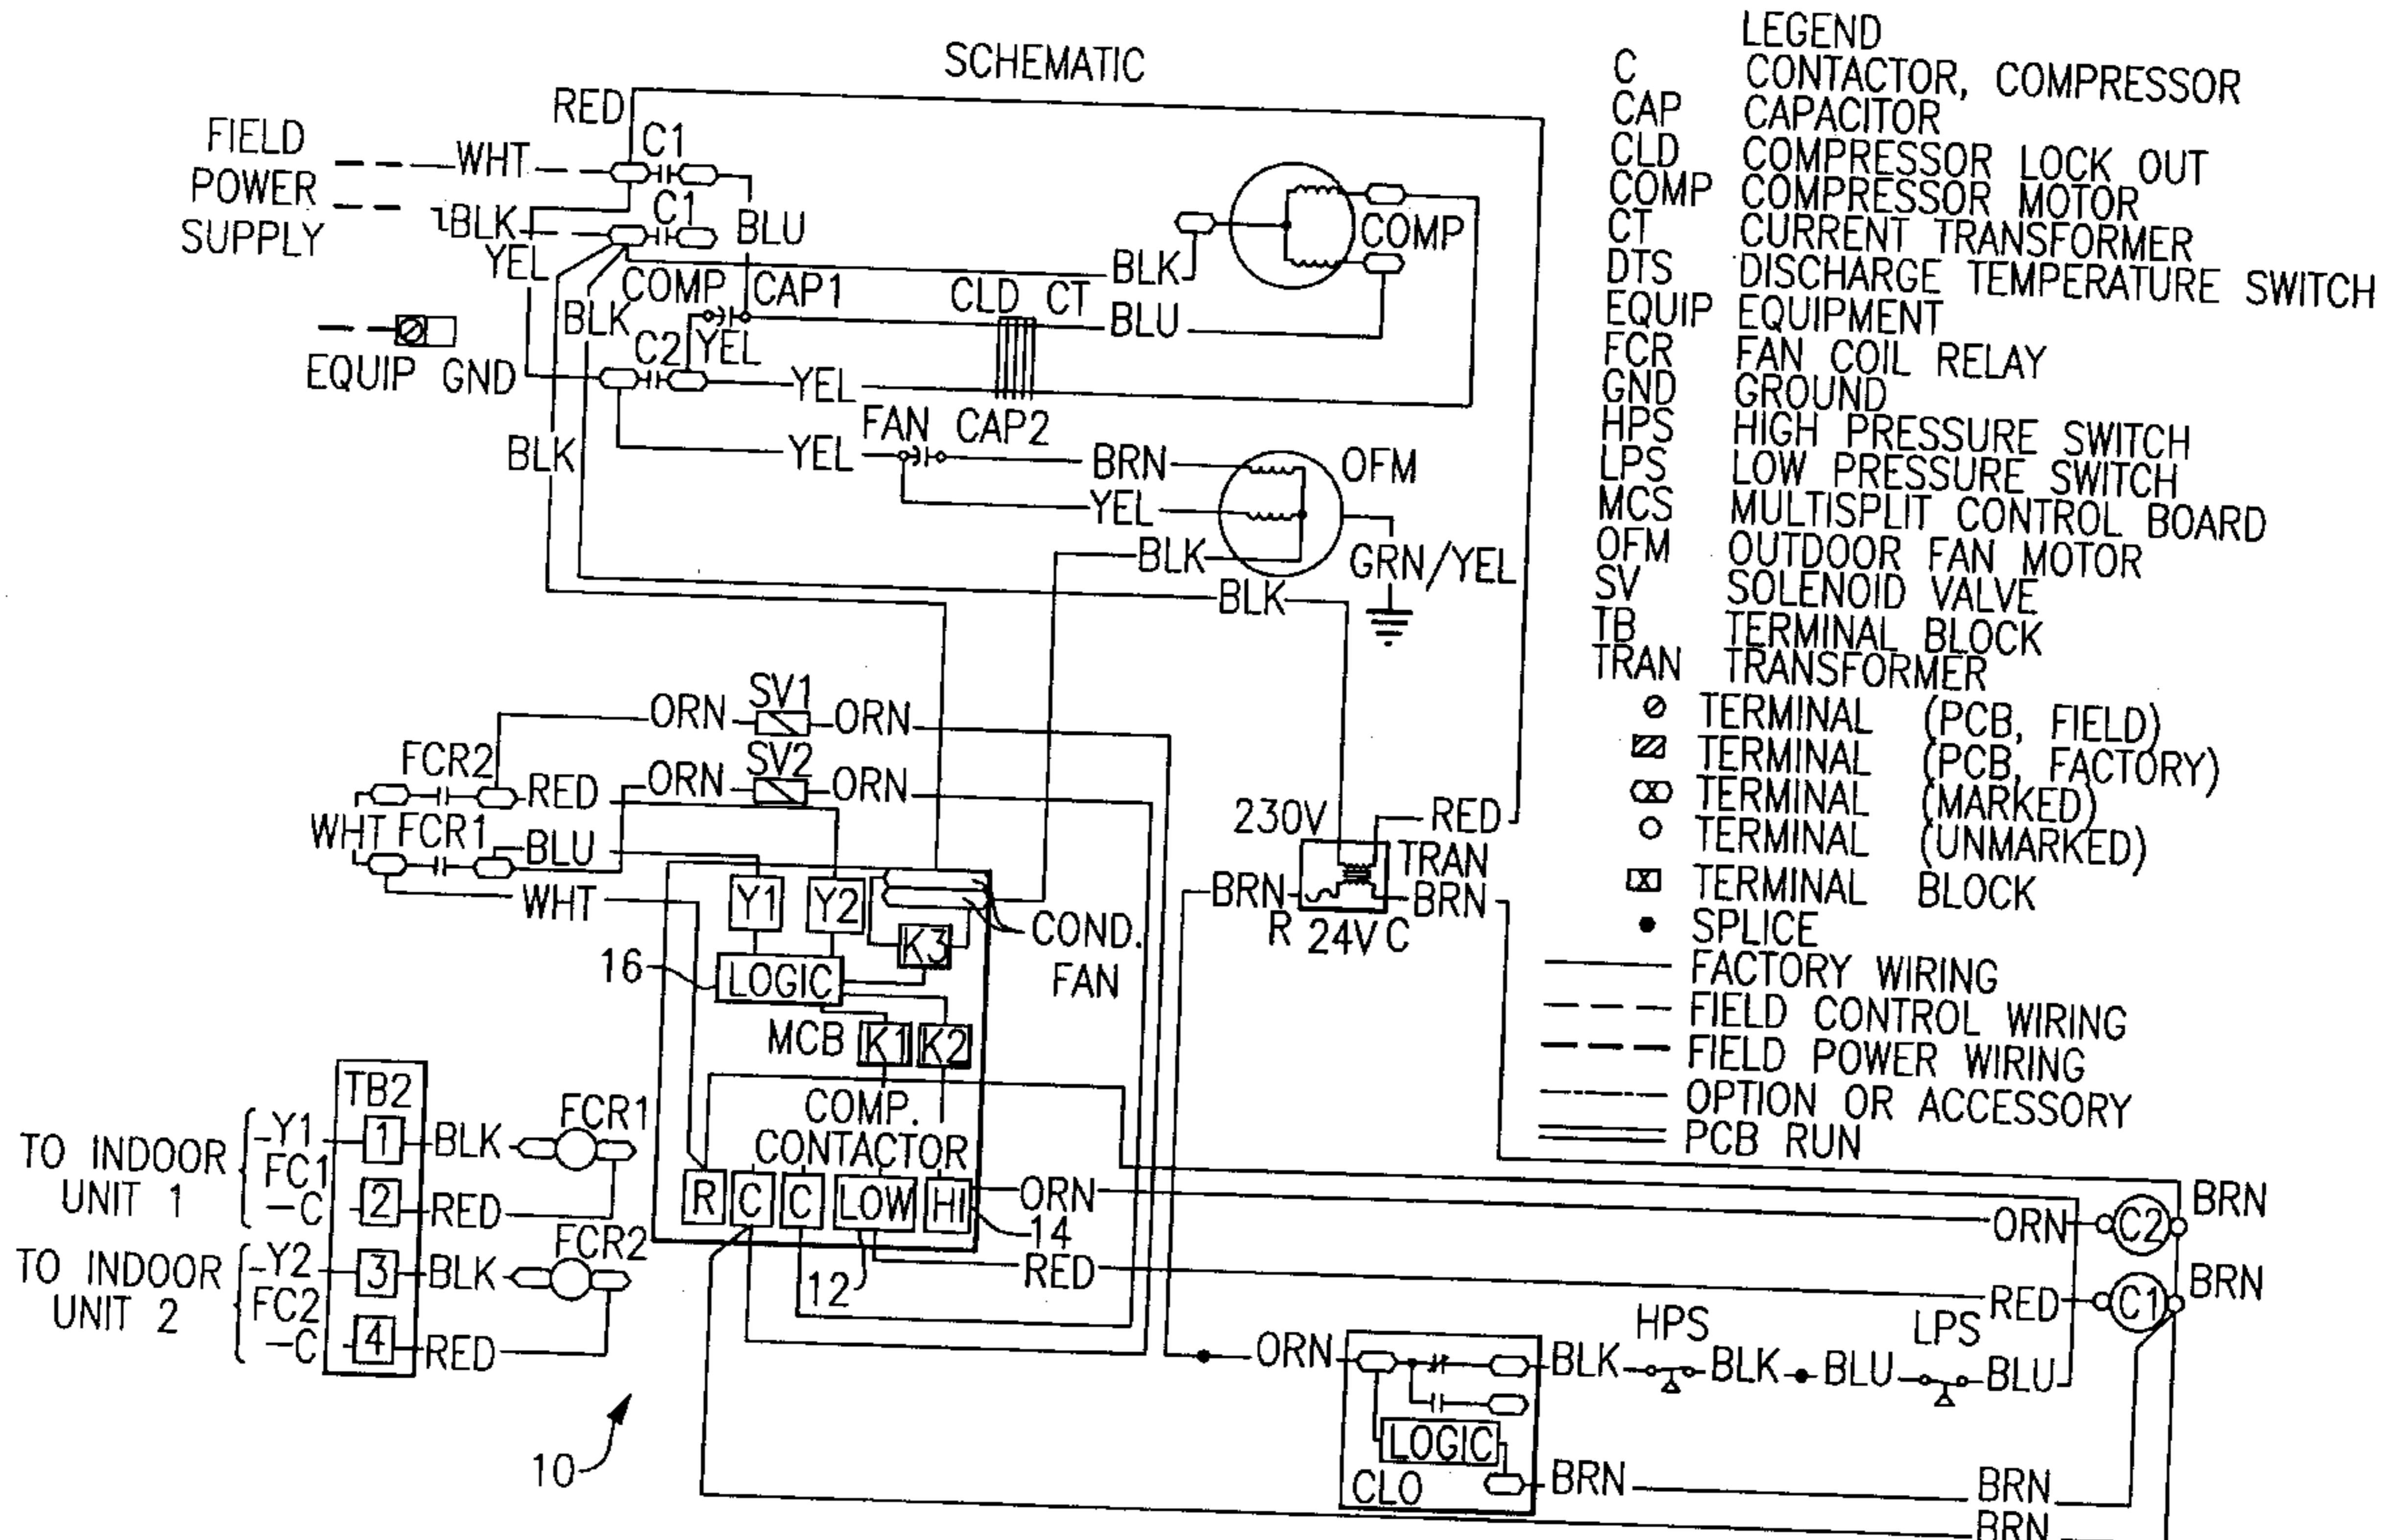 SCHEMATIC
FIELD
POWER
SUPPLY
RED
WHT
C1
BLK
C1
YEL
BLU
BLK
COMP CAP1
CLD CT
BLK
BLU
COMP
EQUIP GND
C2
YEL
YEL
FAN CAP2
BLK
YEL
BRN
OFM
YEL
BLK
GRN/YEL
BLK
ORN
SV1
ORN
FCR2
RED
ORN
SV2
ORN
WHT
FCR1
BLU
WHT
230V
RED
TRAN
BRN
BRN
R 24V C
Y1
Y2
K3
COND.
FAN
16
LOGIC
MCB
K1
K2
COMP.
CONTACTOR
R
C
C
LOW
HI
ORN
14
RED
12
TB2
TO INDOOR
UNIT 1
-Y1
FC1
-C
1
BLK
FCR1
2
RED
TO INDOOR
UNIT 2
-Y2
FC2
-C
3
BLK
FCR2
4
RED
10
ORN
C2
BRN
RED
C1
BRN
ORN
BLK
HPS
BLK
BLU
LPS
BLU
LOGIC
CLO
BRN
BRN
BRN
LEGEND
C CONTACTOR, COMPRESSOR
CAP CAPACITOR
CLD COMPRESSOR LOCK OUT
COMP COMPRESSOR MOTOR
CT CURRENT TRANSFORMER
DTS DISCHARGE TEMPERATURE SWITCH
EQUIP EQUIPMENT
FCR FAN COIL RELAY
GND GROUND
HPS HIGH PRESSURE SWITCH
LPS LOW PRESSURE SWITCH
MCS MULTISPLIT CONTROL BOARD
OFM OUTDOOR FAN MOTOR
SV SOLENOID VALVE
TB TERMINAL BLOCK
TRAN TRANSFORMER
TERMINAL (PCB, FIELD)
TERMINAL (PCB, FACTORY)
TERMINAL (MARKED)
TERMINAL (UNMARKED)
TERMINAL BLOCK
SPLICE
FACTORY WIRING
FIELD CONTROL WIRING
FIELD POWER WIRING
OPTION OR ACCESSORY
PCB RUN